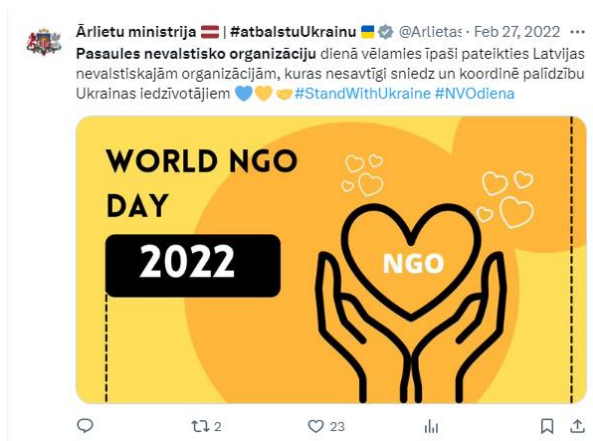 Ārlietu ministrija 🇱🇻 | #atbalstuUkrainu 🇺🇦 @Arlietas · Feb 27, 2022 ···
Pasaules nevalstisko organizāciju dienā vēlamies īpaši pateikties Latvijas
nevalstiskajām organizācijām, kuras nesavtīgi sniedz un koordinē palīdzību
Ukrainas iedzīvotājiem 💙💛 🤝 #StandWithUkraine #NVOdiena
WORLD NGO
DAY
2022
NGO
2 23